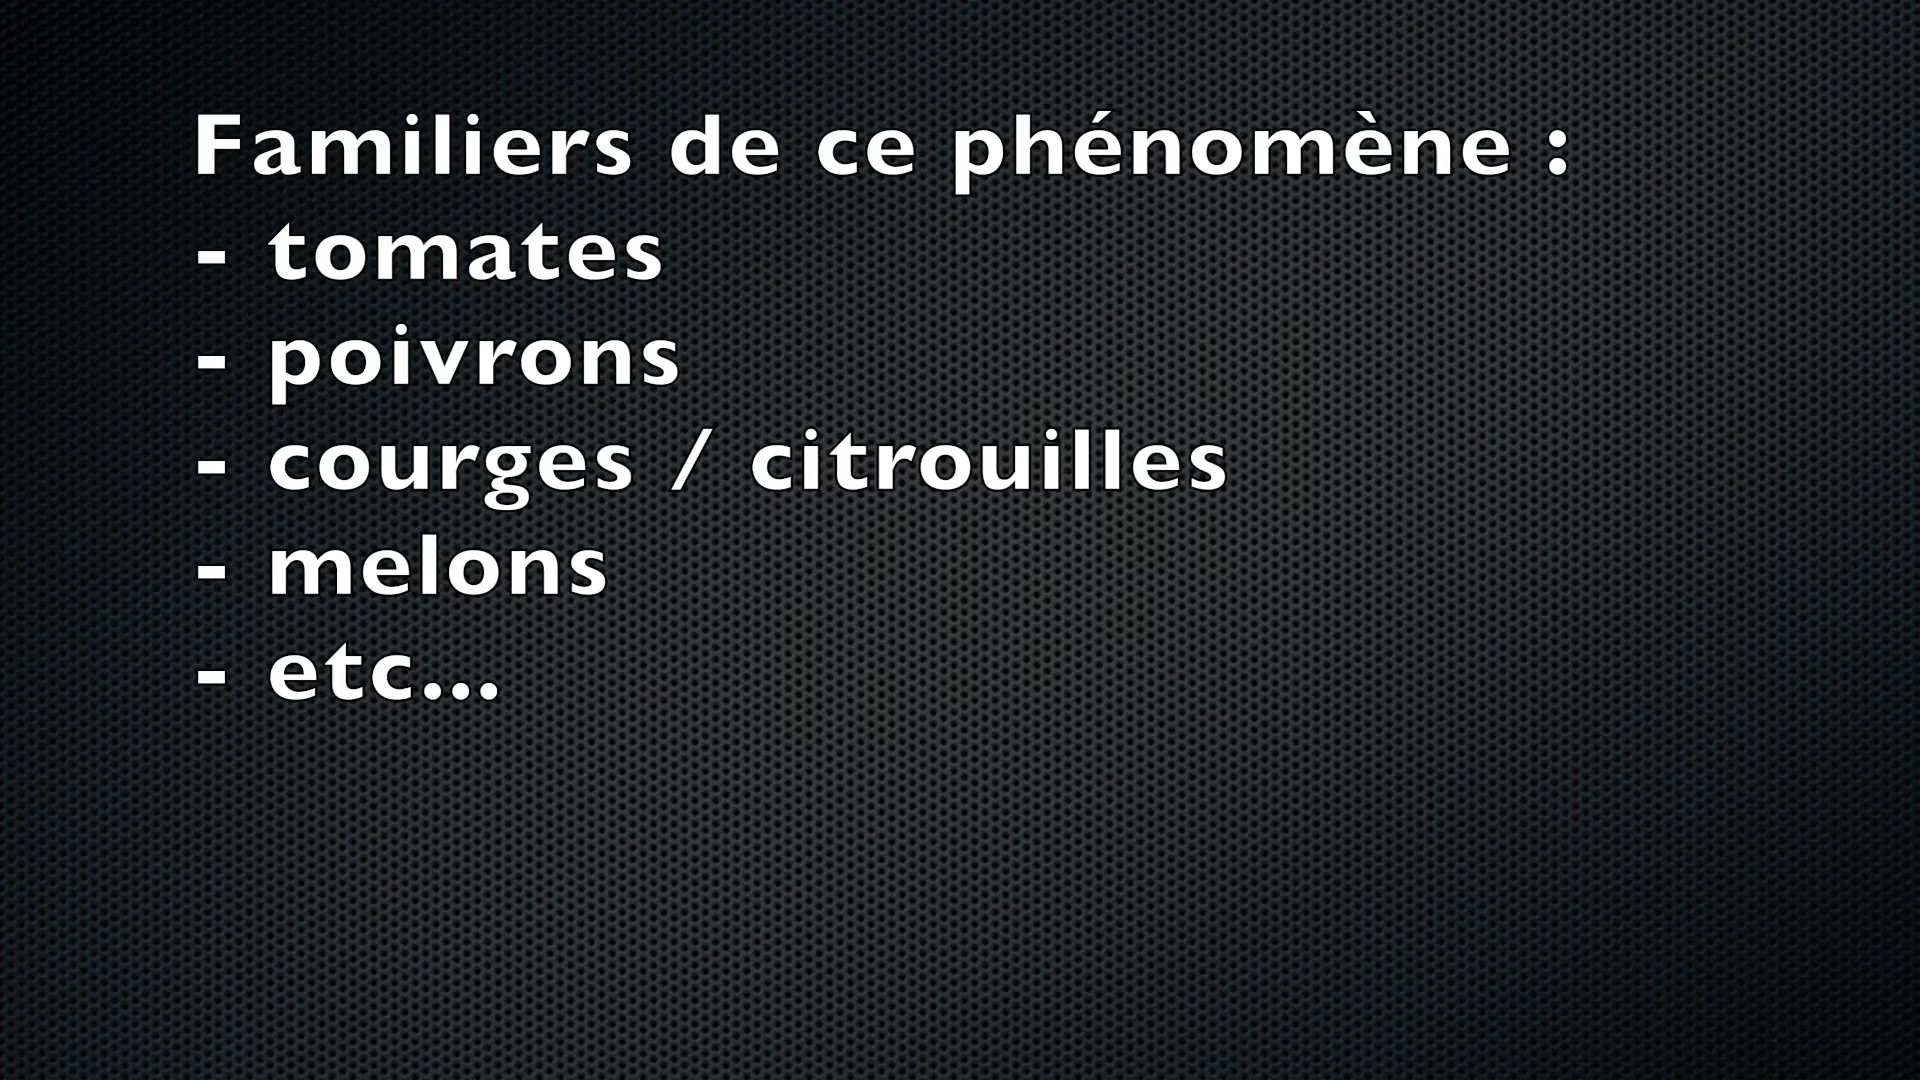 Familiers de ce phénomène :
- tomates
- poivrons
- courges / citrouilles
- melons
- etc...